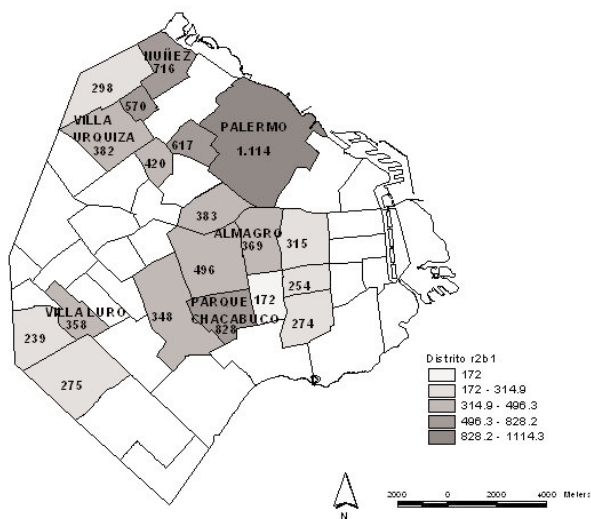 NUÑEZ
716
298
570
VILLA
URQUIZA
382
420
617
PALERMO
1.114
383
ALMAGRO
369
315
496
254
172
PARQUE
CHACABUCO
828
274
VILLA LURO
358
348
239
275
Distrito r2b1
172
172 - 314.9
314.9 - 496.3
496.3 - 828.2
828.2 - 1114.3
N
2000 0 2000 4000 Meters